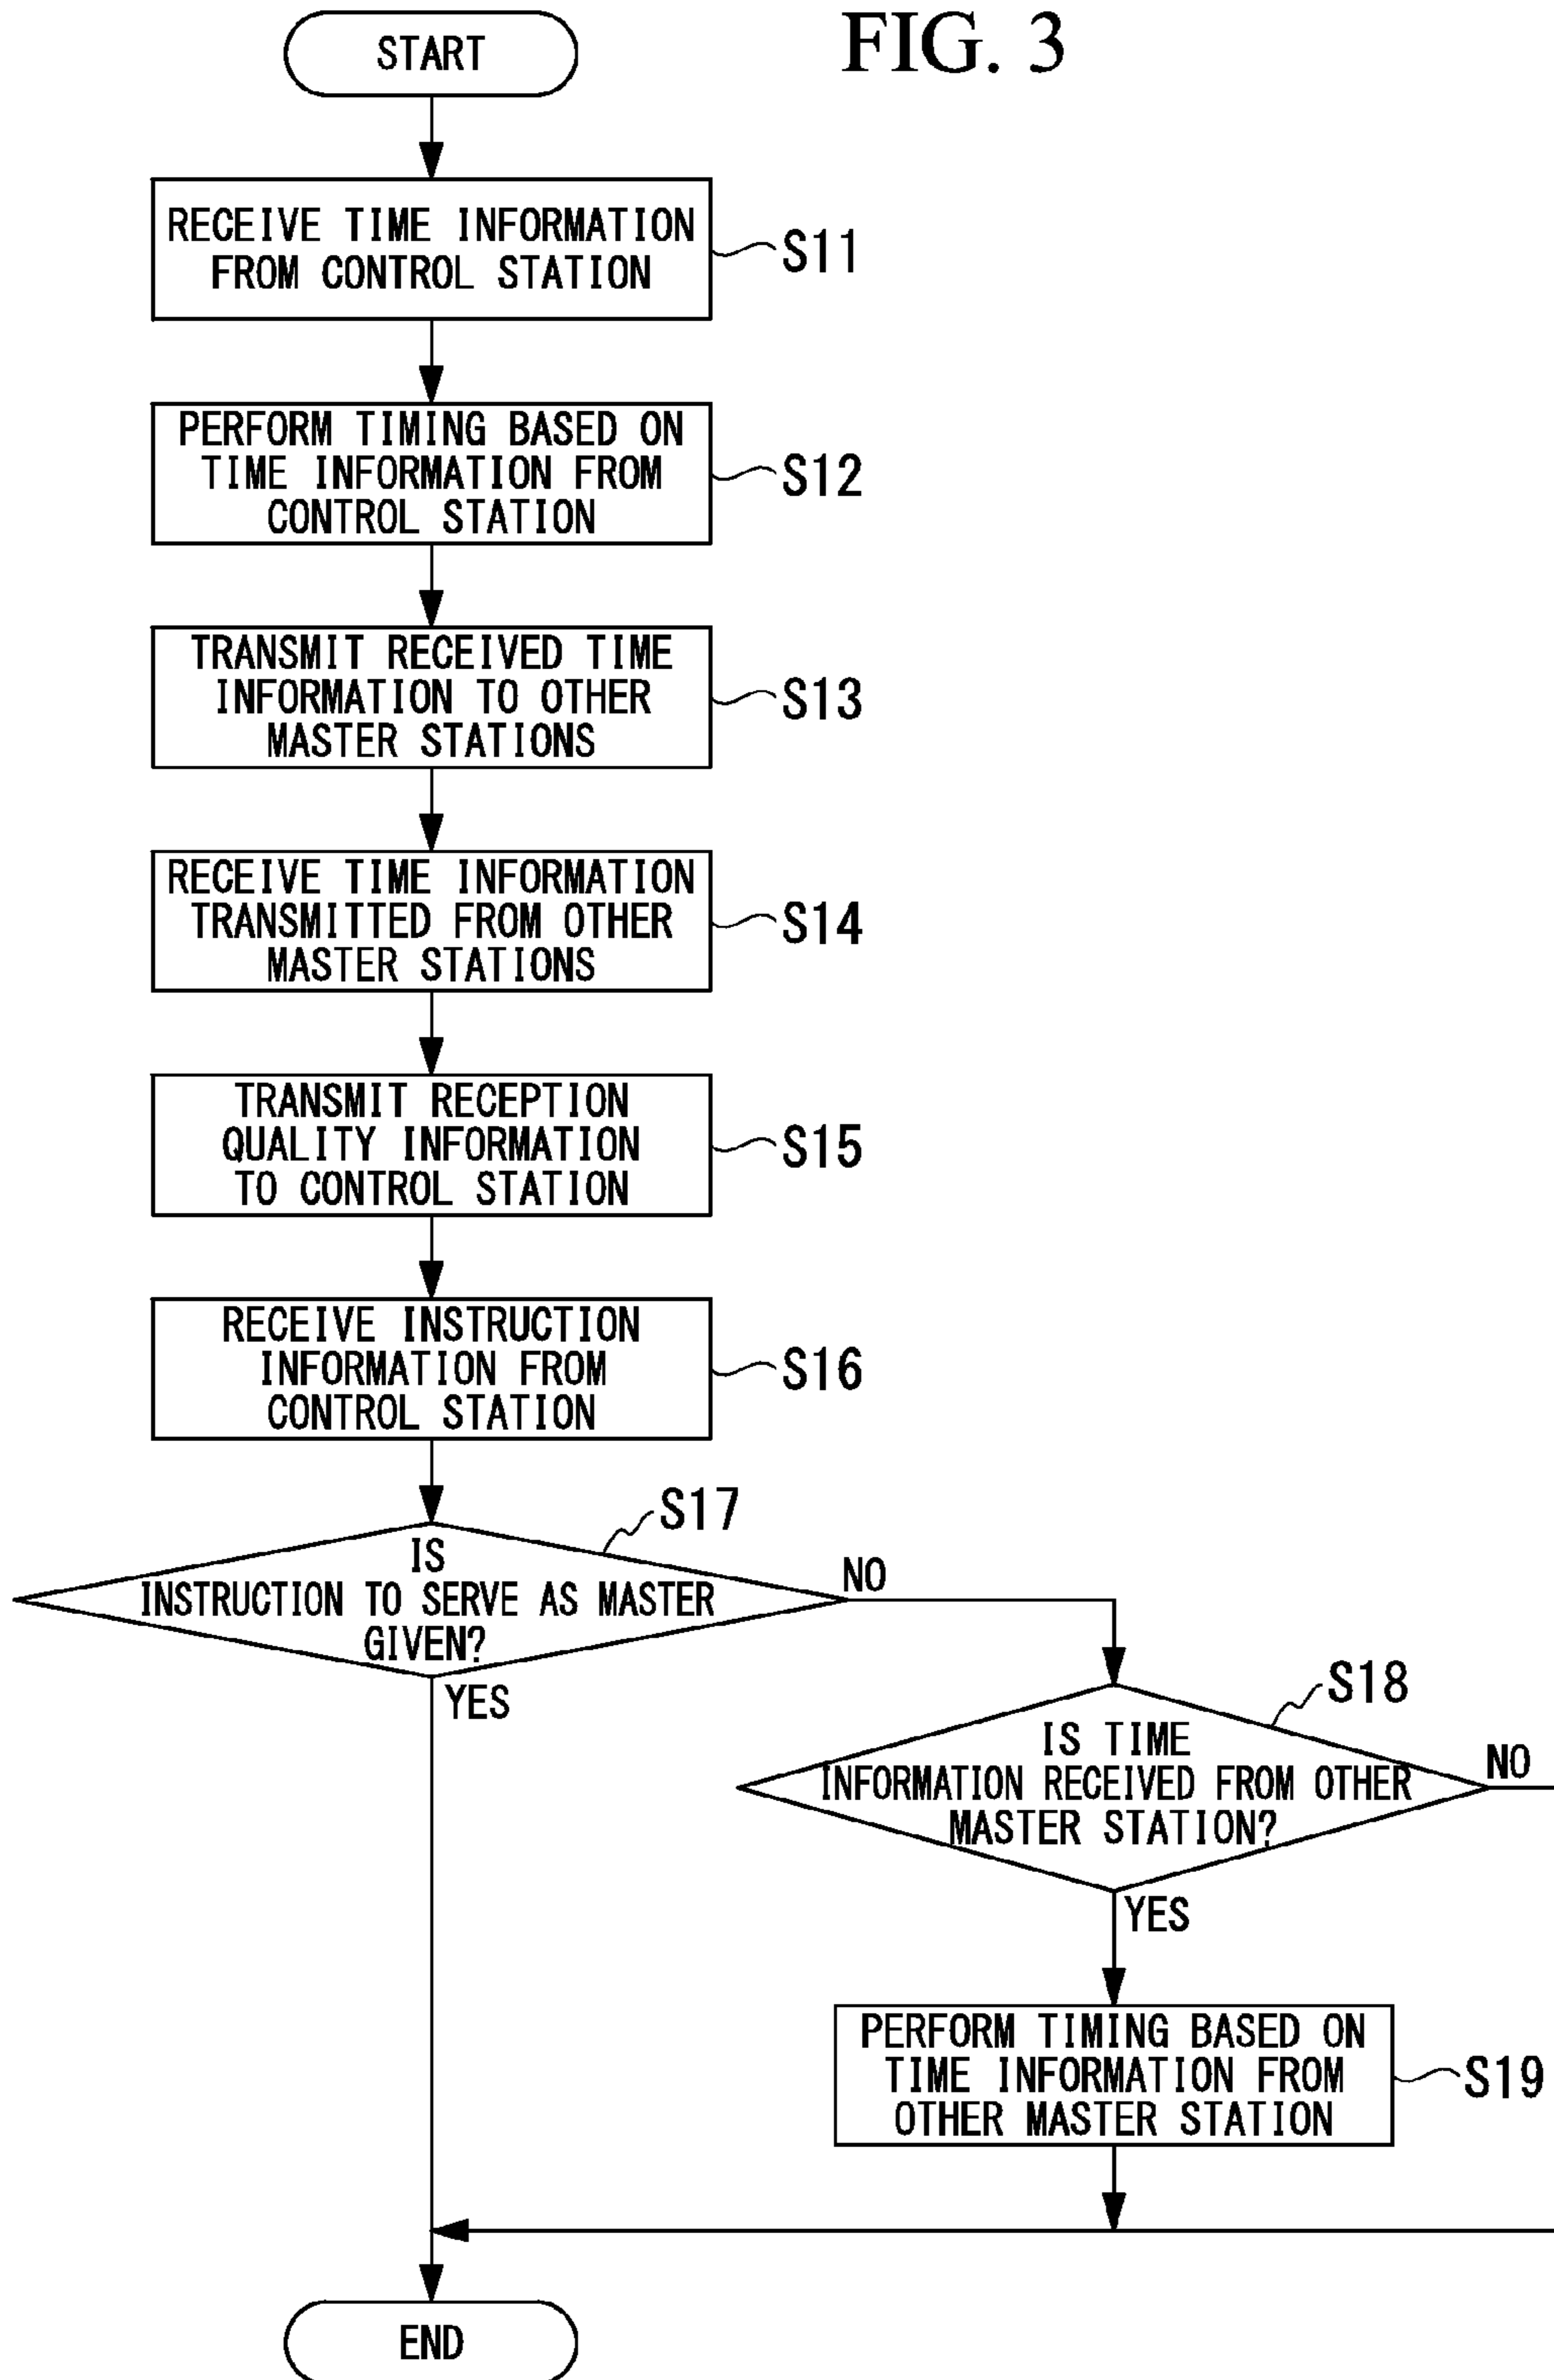 FIG. 3
START
RECEIVE TIME INFORMATION
FROM CONTROL STATION
S11
PERFORM TIMING BASED ON
TIME INFORMATION FROM
CONTROL STATION
S12
TRANSMIT RECEIVED TIME
INFORMATION TO OTHER
MASTER STATIONS
S13
RECEIVE TIME INFORMATION
TRANSMITTED FROM OTHER
MASTER STATIONS
S14
TRANSMIT RECEPTION
QUALITY INFORMATION
TO CONTROL STATION
S15
RECEIVE INSTRUCTION
INFORMATION FROM
CONTROL STATION
S16
S17
IS
INSTRUCTION TO SERVE AS MASTER
GIVEN?
NO
YES
S18
IS TIME
INFORMATION RECEIVED FROM OTHER
MASTER STATION?
NO
YES
PERFORM TIMING BASED ON
TIME INFORMATION FROM
OTHER MASTER STATION
S19
END